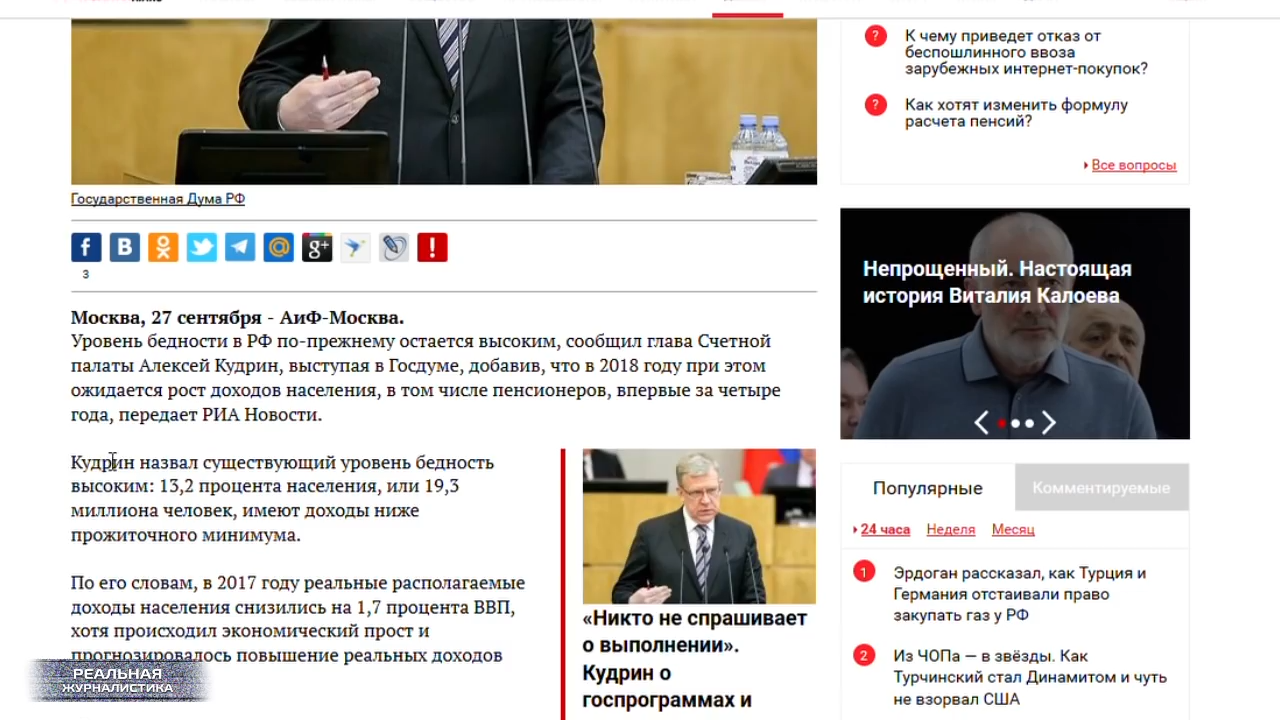 Государственная Дума РФ
3
Москва, 27 сентября - АиФ-Москва.
Уровень бедности в РФ по-прежнему остается высоким, сообщил глава Счетной
палаты Алексей Кудрин, выступая в Госдуме, добавив, что в 2018 году при этом
ожидается рост доходов населения, в том числе пенсионеров, впервые за четыре
года, передает РИА Новости.
Кудрин назвал существующий уровень бедность
высоким: 13,2 процента населения, или 19,3
миллиона человек, имеют доходы ниже
прожиточного минимума.
По его словам, в 2017 году реальные располагаемые
доходы населения снизились на 1,7 процента ВВП,
хотя происходил экономический прост и
прогнозировалось повышение реальных доходов
«Никто не спрашивает
о выполнении».
Кудрин о
госпрограммах и
К чему приведет отказ от
беспошлинного ввоза
зарубежных интернет-покупок?
Как хотят изменить формулу
расчета пенсий?
Все вопросы
Непрощенный. Настоящая
история Виталия Калоева
Популярные Комментируемые
24 часа Неделя Месяц
1 Эрдоган рассказал, как Турция и
Германия отстаивали право
закупать газ у РФ
2 Из ЧОПа — в звёзды. Как
Турчинский стал Динамитом и чуть
не взорвал США
РЕАЛЬНАЯ
ЖУРНАЛИСТИКА